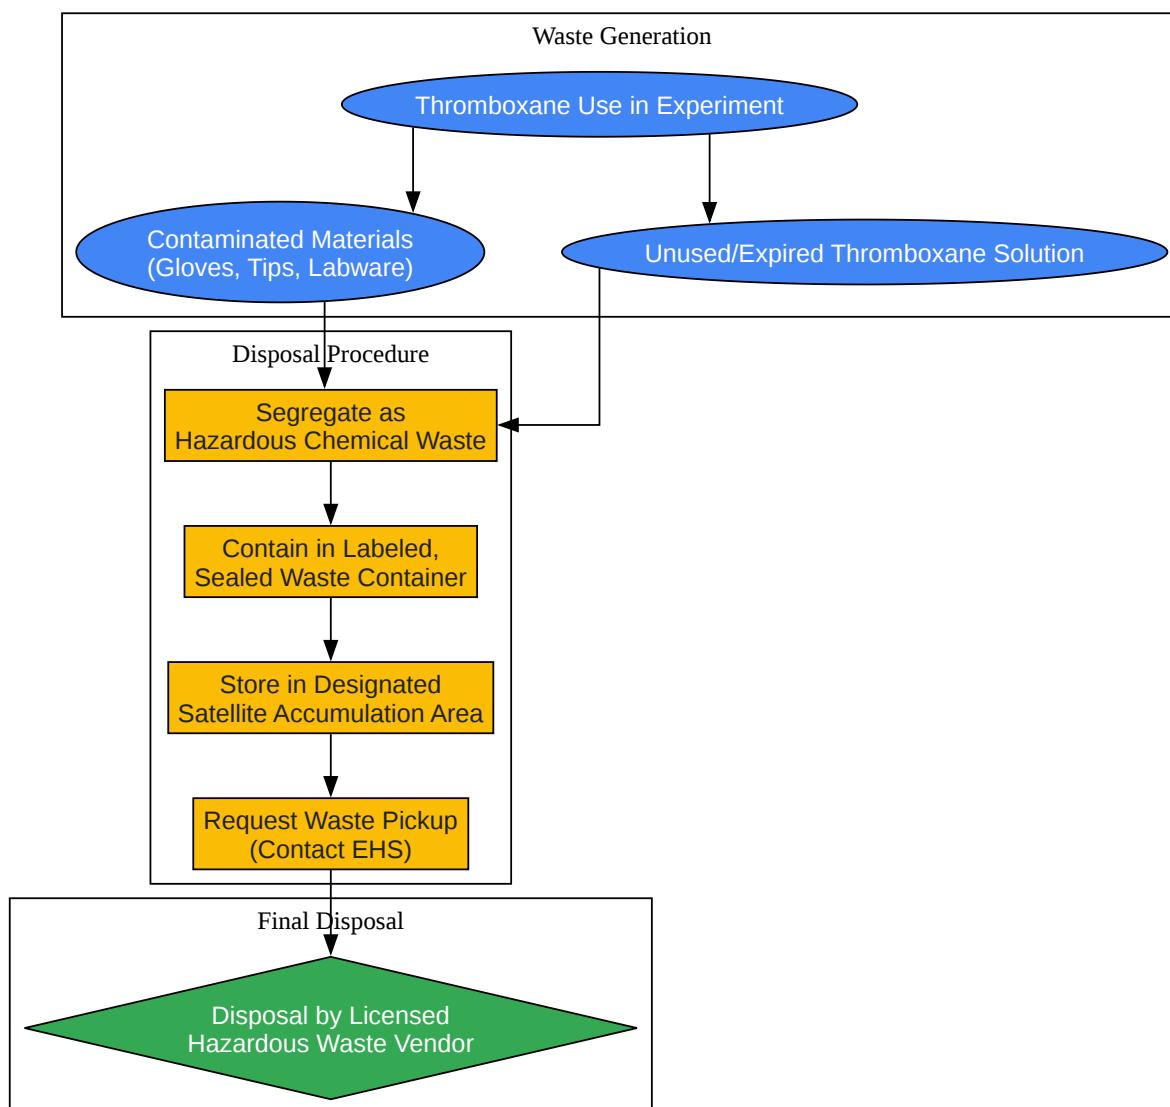 Waste Generation
Thromboxane Use in Experiment
Contaminated Materials
(Gloves, Tips, Labware)
Unused/Expired Thromboxane Solution
Disposal Procedure
Segregate as
Hazardous Chemical Waste
Contain in Labeled,
Sealed Waste Container
Store in Designated
Satellite Accumulation Area
Request Waste Pickup
(Contact EHS)
Final Disposal
Disposal by Licensed
Hazardous Waste Vendor